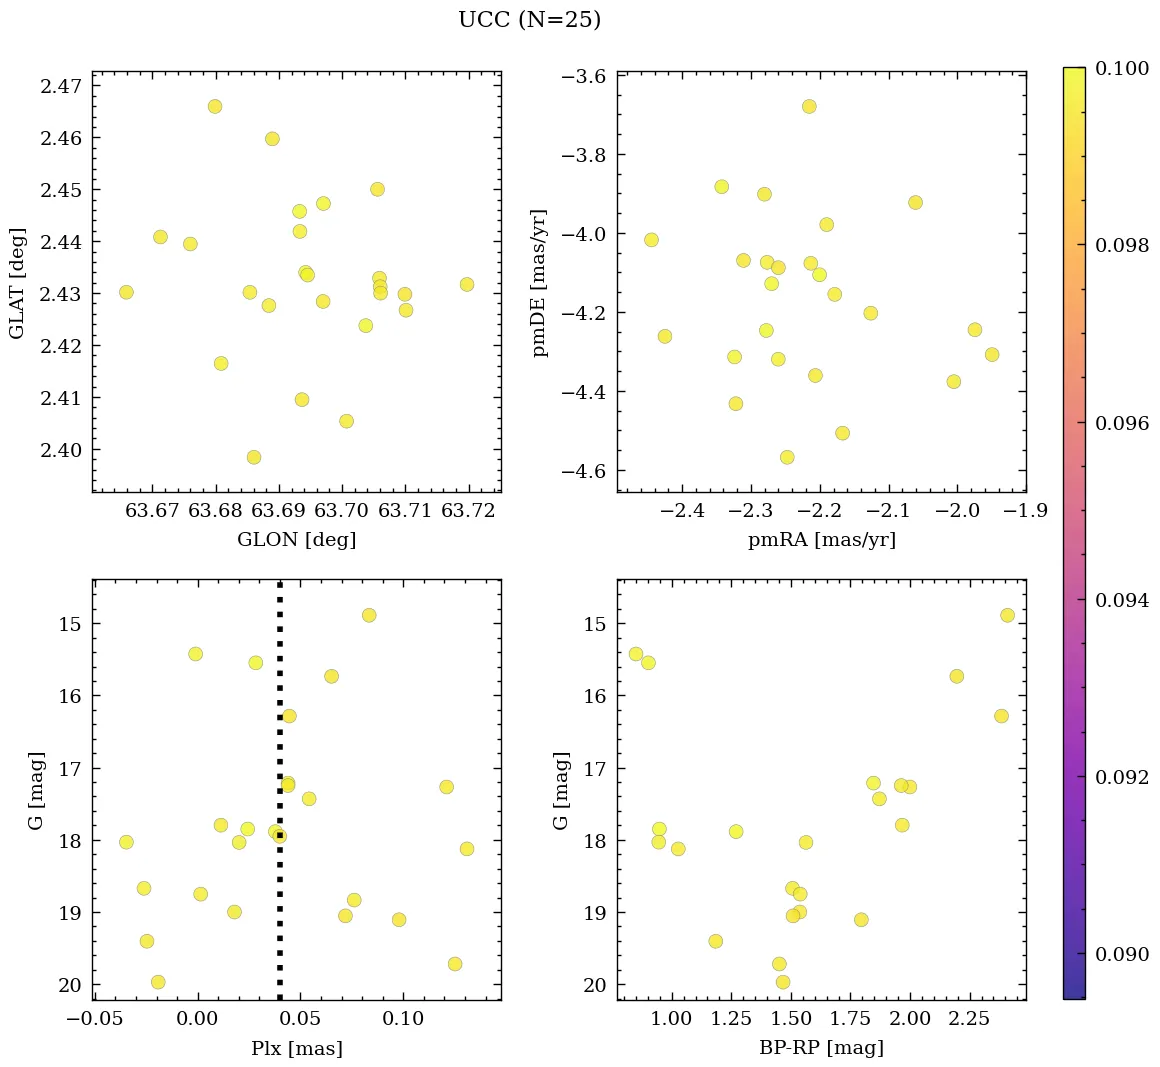 UCC (N=25)
2.47
2.46
2.45
2.44
2.43
2.42
2.41
2.40
GLAT [deg]
63.67 63.68 63.69 63.70 63.71 63.72
GLON [deg]
−3.6
−3.8
−4.0
−4.2
−4.4
−4.6
pmDE [mas/yr]
−2.4 −2.3 −2.2 −2.1 −2.0 −1.9
pmRA [mas/yr]
15
16
17
18
19
20
G [mag]
−0.05 0.00 0.05 0.10
Plx [mas]
15
16
17
18
19
20
G [mag]
1.00 1.25 1.50 1.75 2.00 2.25
BP-RP [mag]
0.100
0.098
0.096
0.094
0.092
0.090